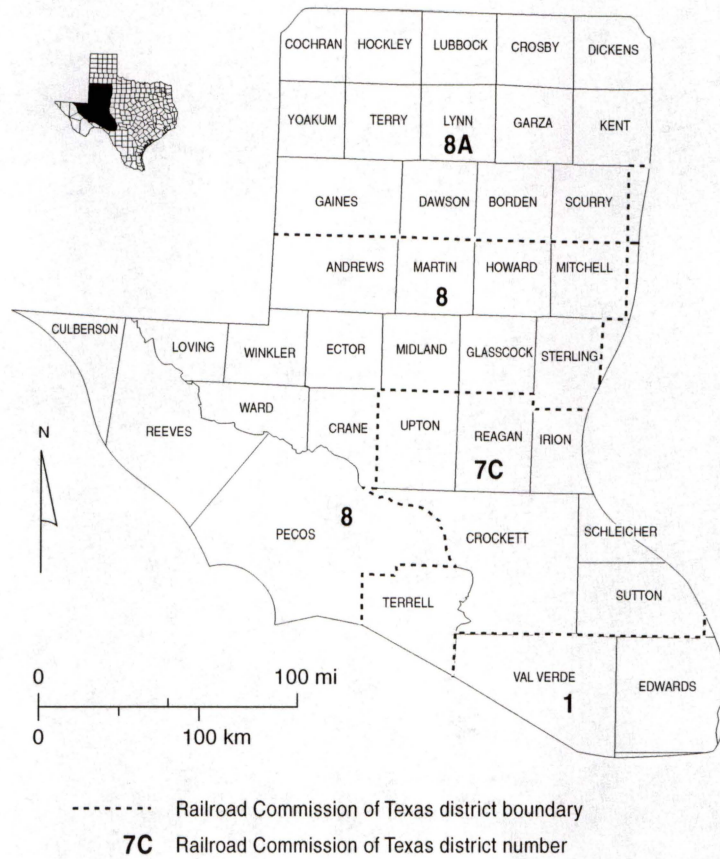 COCHRAN HOCKLEY LUBBOCK CROSBY DICKENS
YOAKUM TERRY LYNN GARZA KENT
8A
GAINES DAWSON BORDEN SCURRY
ANDREWS MARTIN HOWARD MITCHELL
8
CULBERSON LOVING WINKLER ECTOR MIDLAND GLASSCOCK STERLING
REEVES WARD CRANE UPTON REAGAN IRION
7C
N
PECOS 8 CROCKETT SCHLEICHER
TERRELL SUTTON
VAL VERDE EDWARDS
1
0 100 mi
0 100 km
Railroad Commission of Texas district boundary
7C Railroad Commission of Texas district number